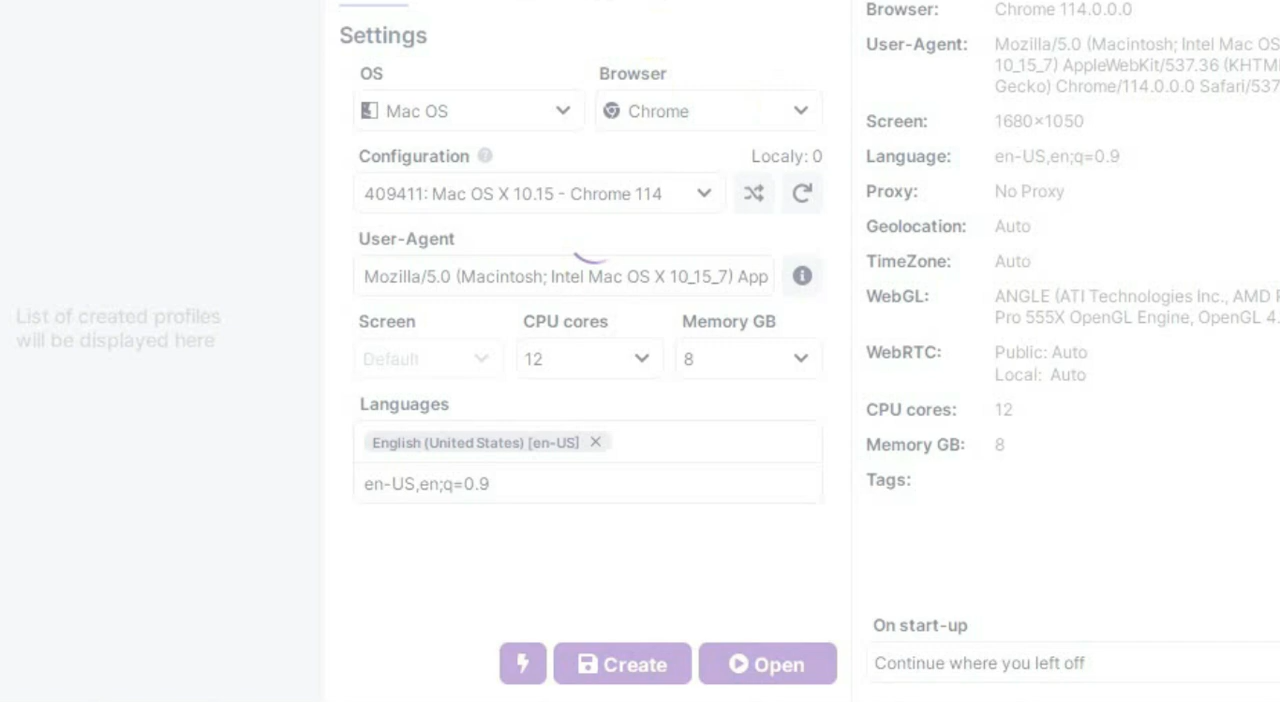 List of created profiles
will be displayed here
Settings
OS
Browser
Mac OS
Chrome
Configuration
Localy: 0
409411: Mac OS X 10.15 - Chrome 114
User-Agent
Mozilla/5.0 (Macintosh; Intel Mac OS X 10_15_7) App
Screen
CPU cores
Memory GB
Default
12
8
Languages
English (United States) [en-US]
en-US,en;q=0.9
Create
Open
Browser: Chrome 114.0.0.0
User-Agent: Mozilla/5.0 (Macintosh; Intel Mac OS
10_15_7) AppleWebKit/537.36 (KHTM
Gecko) Chrome/114.0.0.0 Safari/537
Screen: 1680×1050
Language: en-US,en;q=0.9
Proxy: No Proxy
Geolocation: Auto
TimeZone: Auto
WebGL: ANGLE (ATI Technologies Inc., AMD
Pro 555X OpenGL Engine, OpenGL 4.
WebRTC: Public: Auto
Local: Auto
CPU cores: 12
Memory GB: 8
Tags:
On start-up
Continue where you left off